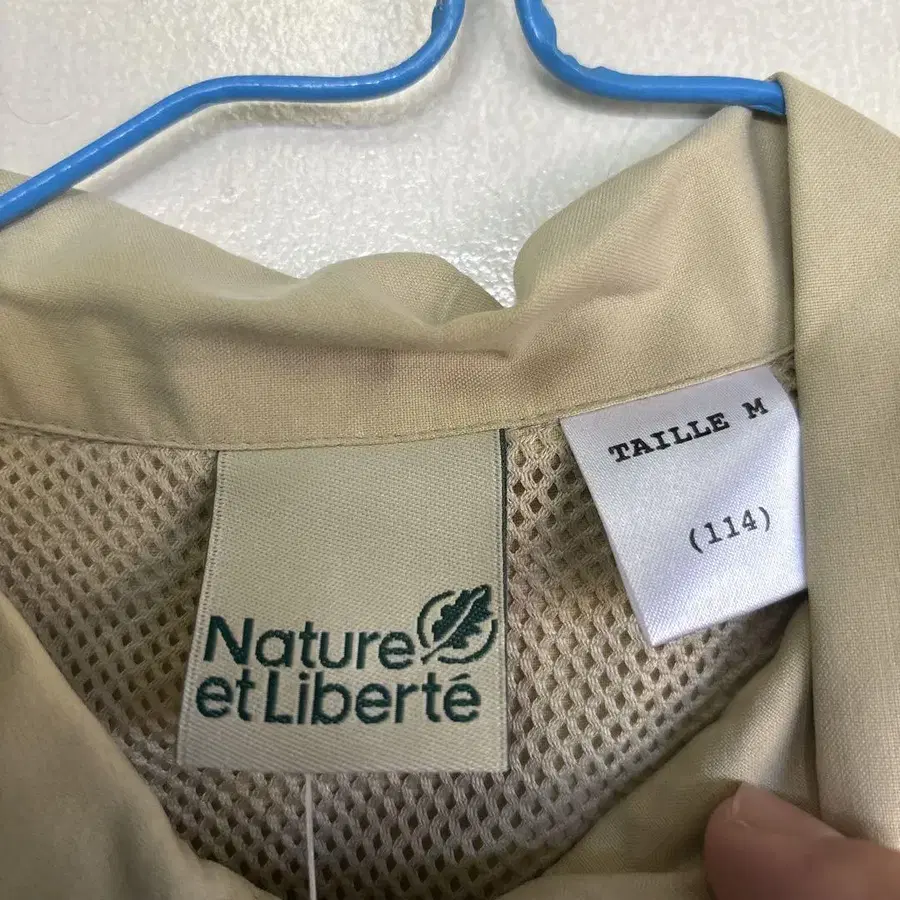 TAILLE M
(114)
Nature
et Liberté